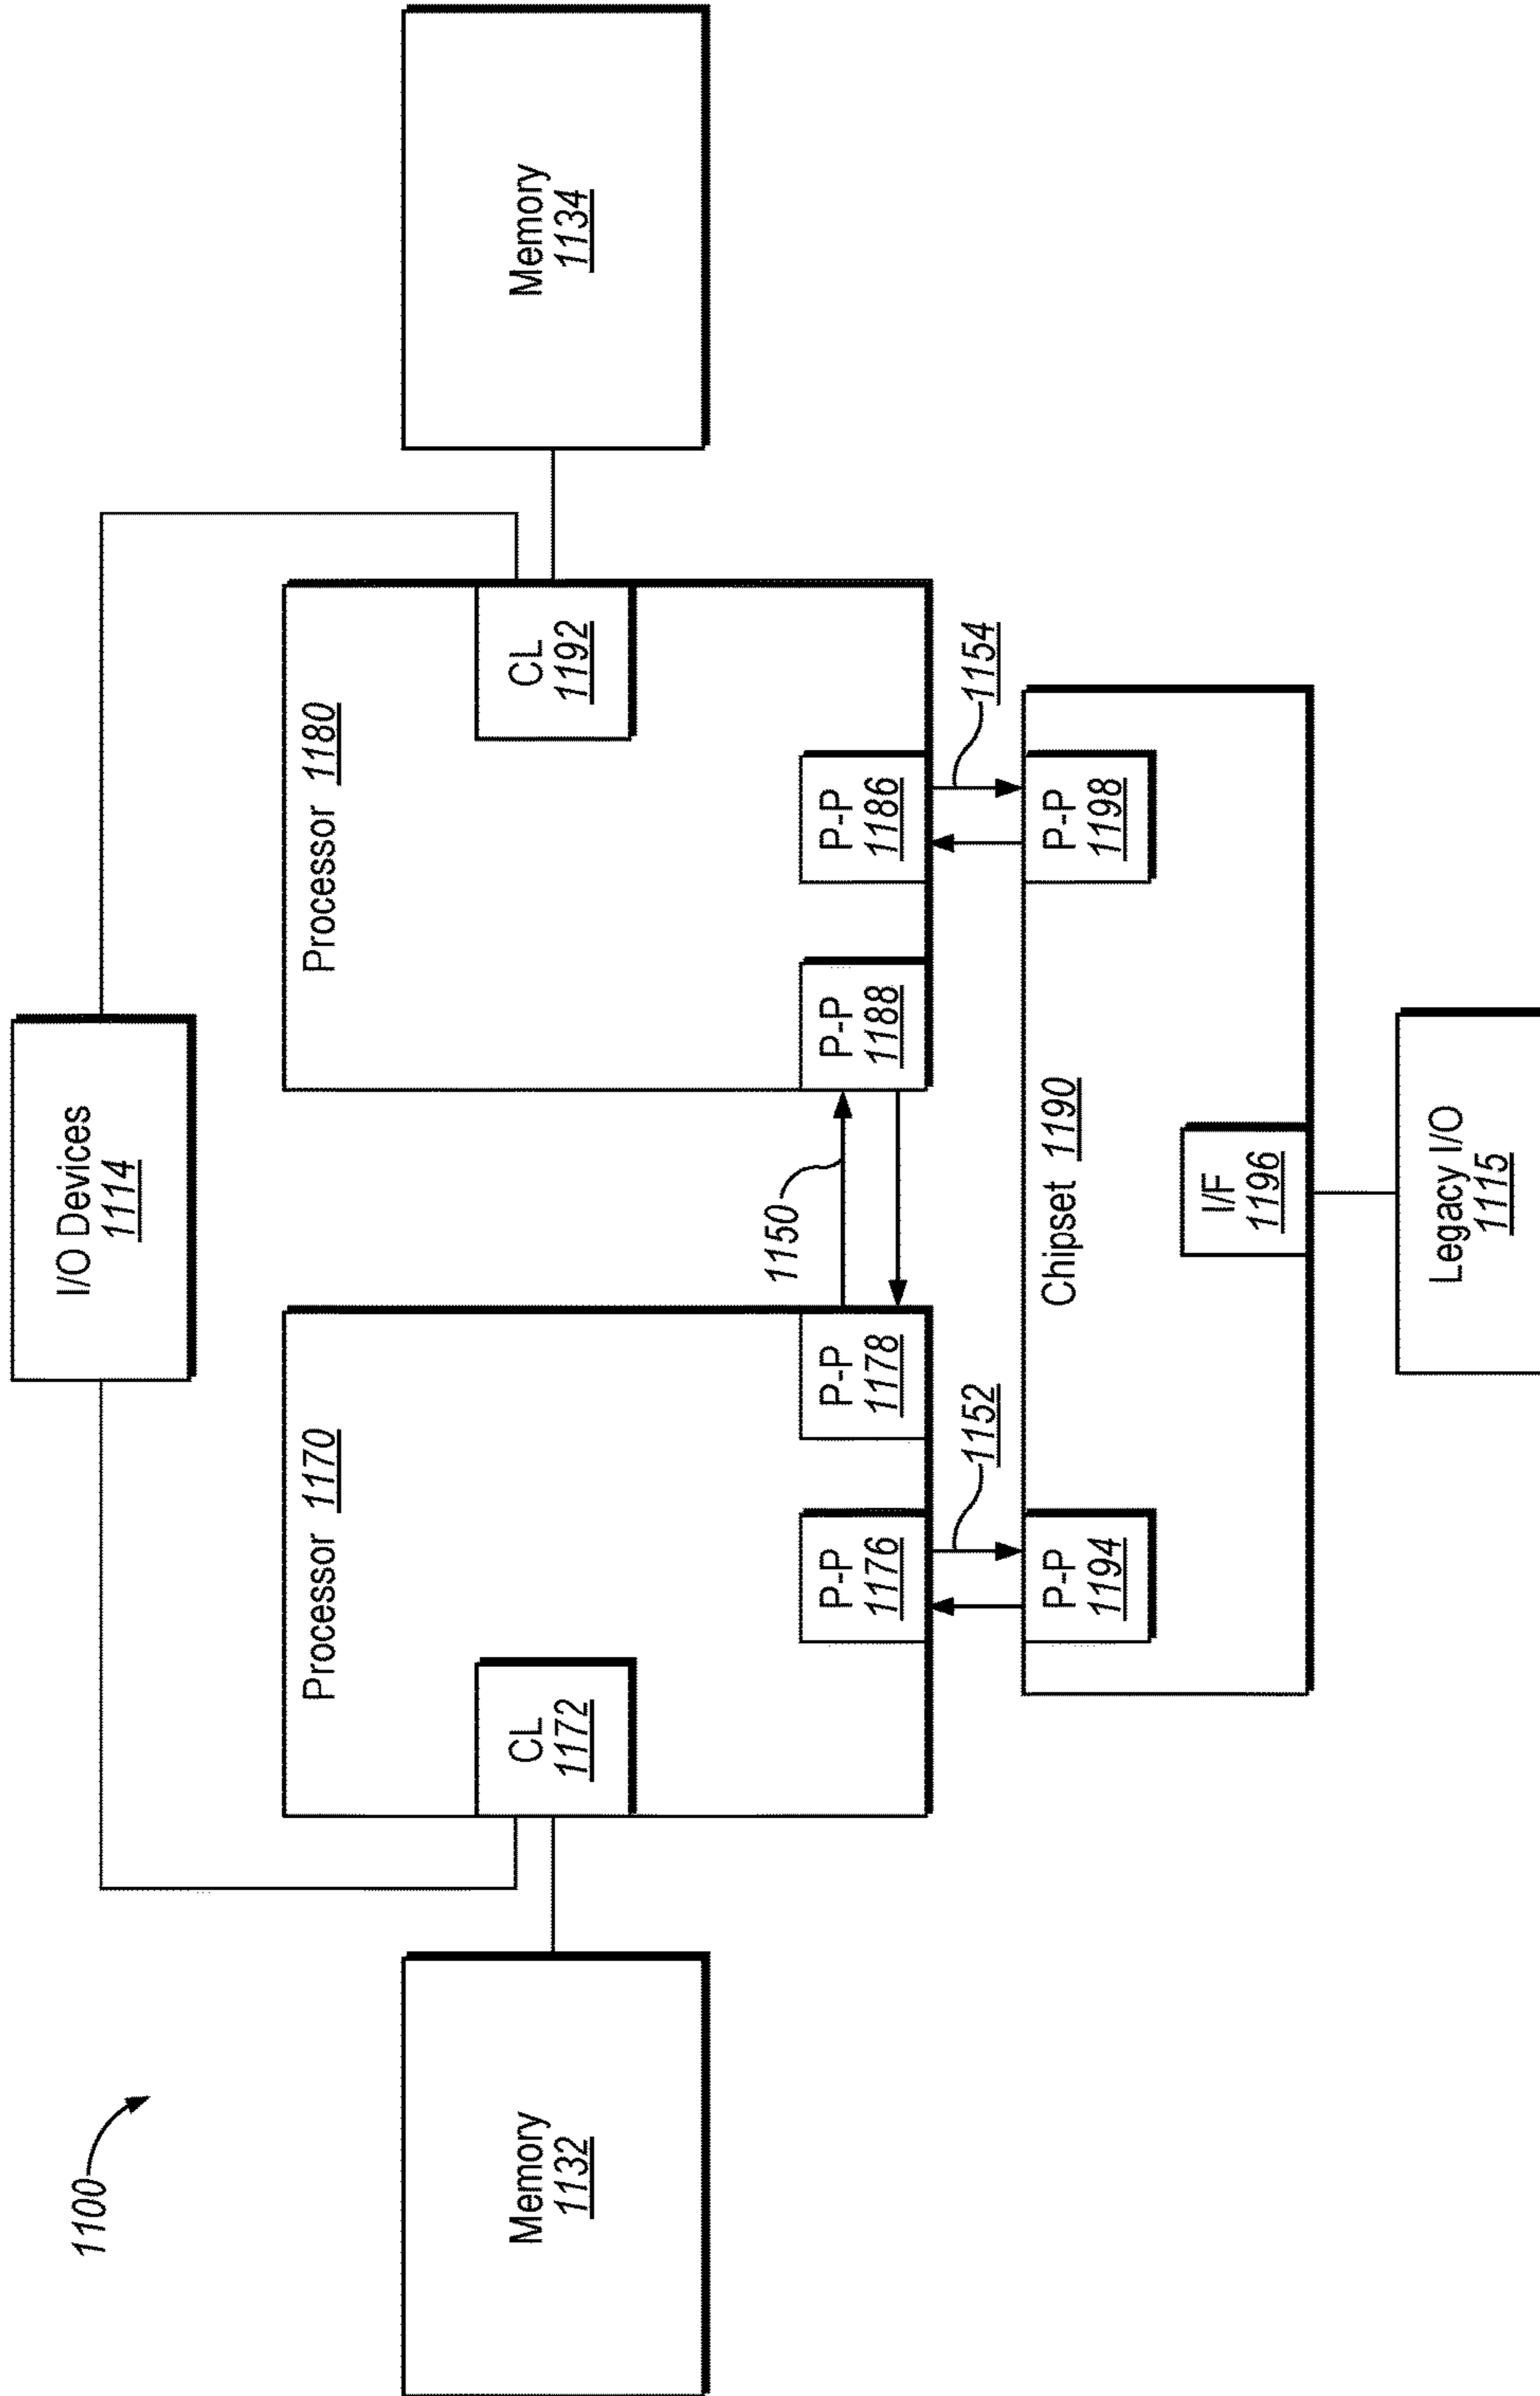 1100
I/O Devices
1114
Memory
1132
Processor 1170
CL
1172
P-P
1176
P-P
1178
1150
Processor 1180
CL
1192
P-P
1188
P-P
1186
Memory
1134
1152
1154
Chipset 1190
P-P
1194
P-P
1198
I/F
1196
Legacy I/O
1115